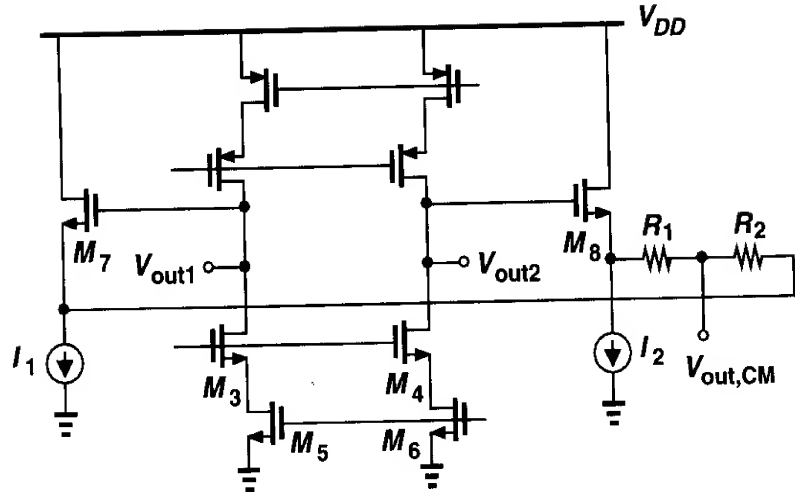 V_DD
M_7
V_out1
V_out2
M_8
R_1
R_2
I_1
M_3
M_4
I_2
V_out,CM
M_5
M_6